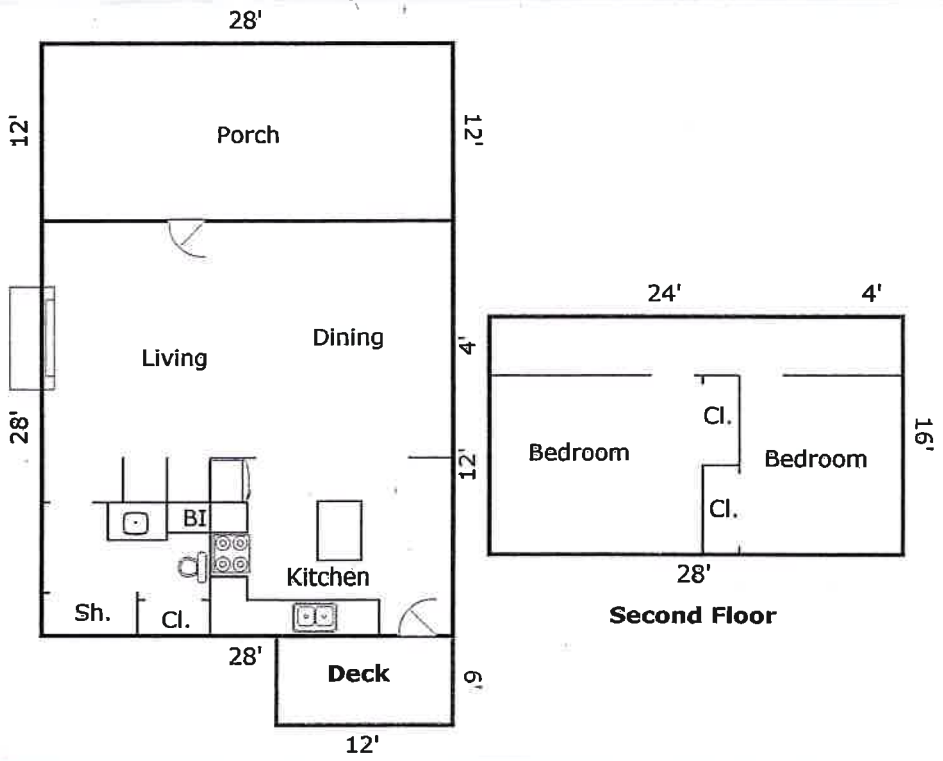 28'
12'
Porch
12'
24'
4'
Living
Dining
4'
28'
12'
Bedroom
Cl.
Bedroom
16'
Cl.
BI
Kitchen
Sh.
Cl.
28'
Deck
6'
12'
28'
Second Floor